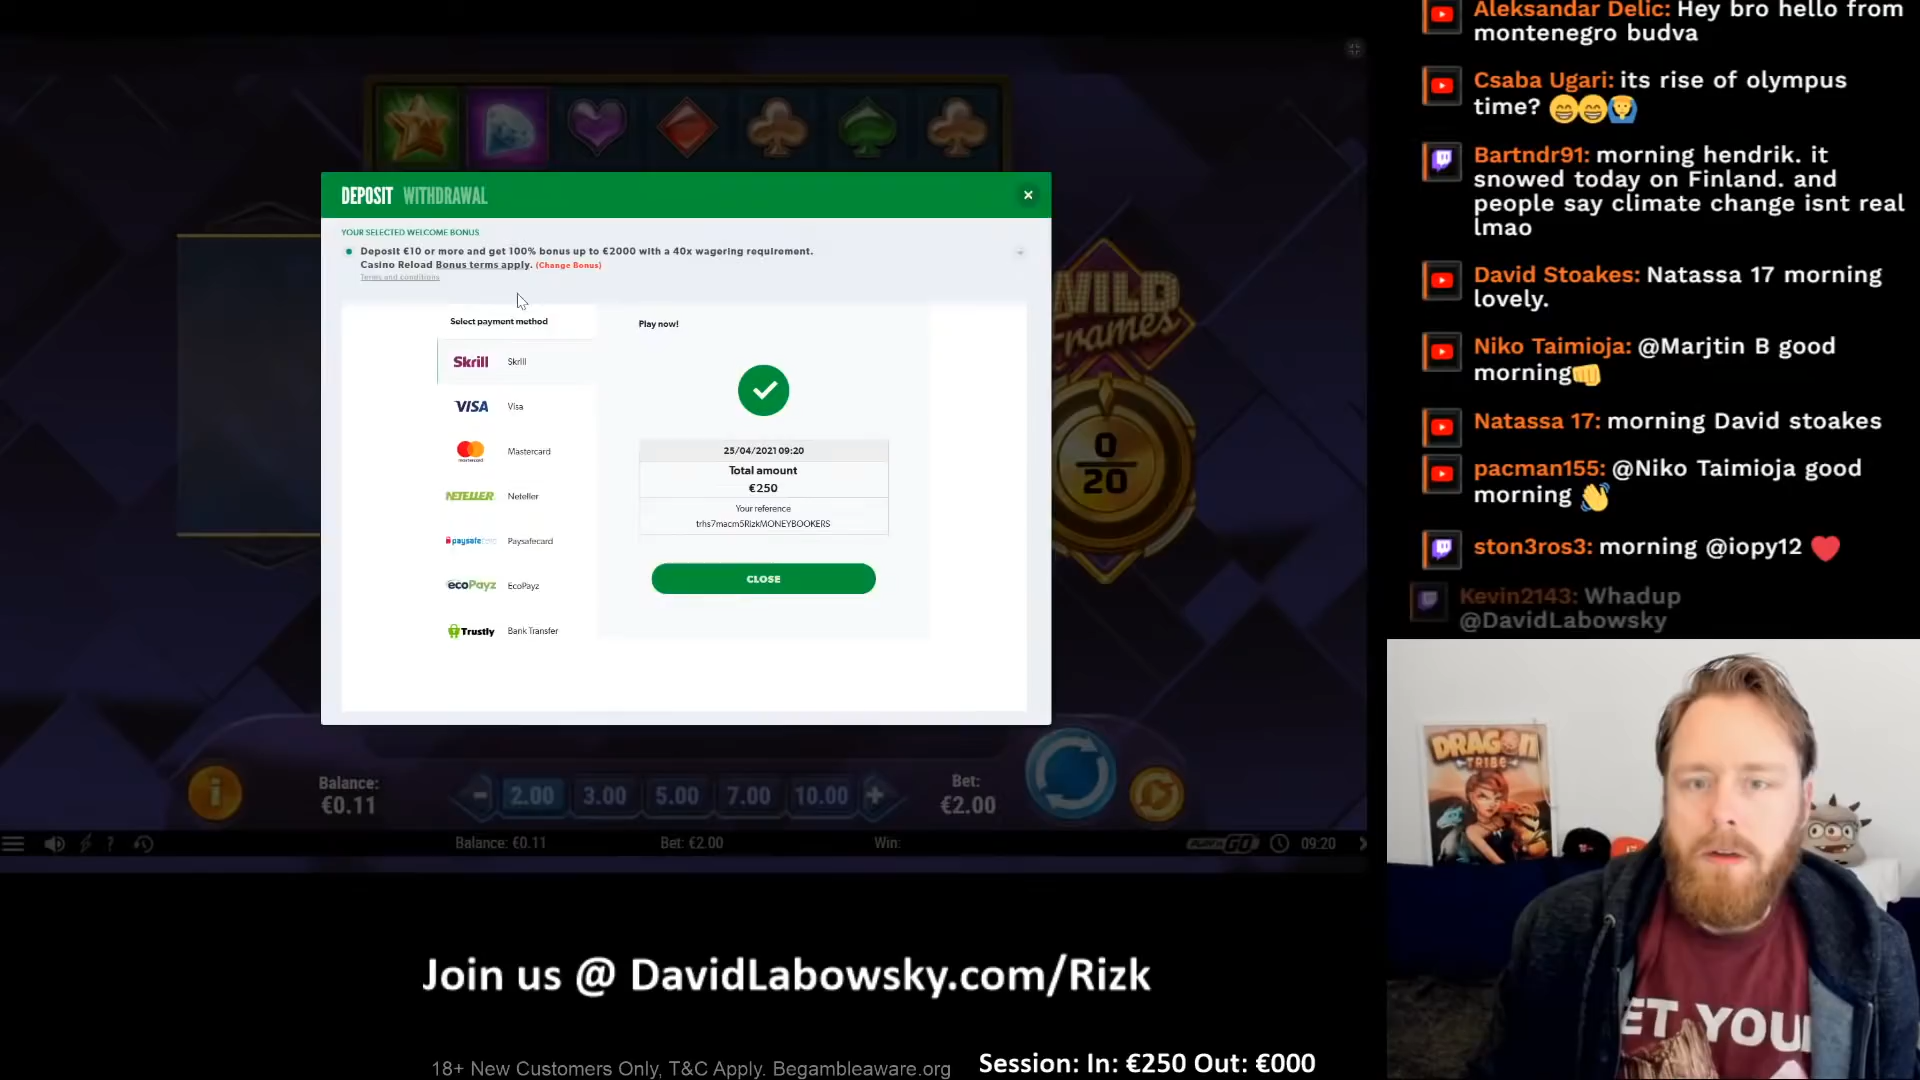 DEPOSIT WITHDRAWAL
YOUR SELECTED WELCOME BONUS
Deposit €10 or more and get 100% bonus up to €2000 with a 40x wagering requirement.
Casino Reload Bonus terms apply. (Change Bonus)
Terms and conditions
Select payment method
Play now!
Skrill Skrill
VISA Visa
mastercard Mastercard
NETELLER Neteller
paysafe Paysafecard
ecoPayz EcoPayz
Trustly Bank Transfer
25/04/2021 09:20
Total amount
€250
Your reference
trhs7macm5RizkMONEYBOOKERS
CLOSE
WILD
Frames
0
20
Balance:
€0.11
2.00 3.00 5.00 7.00 10.00
Bet:
€2.00
Balance: €0.11 Bet: €2.00 Win: PLAY'n GO 09:20
Join us @ DavidLabowsky.com/Rizk
18+ New Customers Only, T&C Apply. Begambleaware.org
Session: In: €250 Out: €000
Aleksandar Delic: Hey bro hello from
montenegro budva
Csaba Ugari: its rise of olympus
time? 😁😁🤦‍♂️
Bartndr91: morning hendrik. it
snowed today on Finland. and
people say climate change isnt real
lmao
David Stoakes: Natassa 17 morning
lovely.
Niko Taimioja: @Marjtin B good
morning👊
Natassa 17: morning David stoakes
pacman155: @Niko Taimioja good
morning 👋
ston3ros3: morning @iopy12 ❤️
Kevin2143: Whadup
@DavidLabowsky
DRAGON
TRIBE
ET YOU